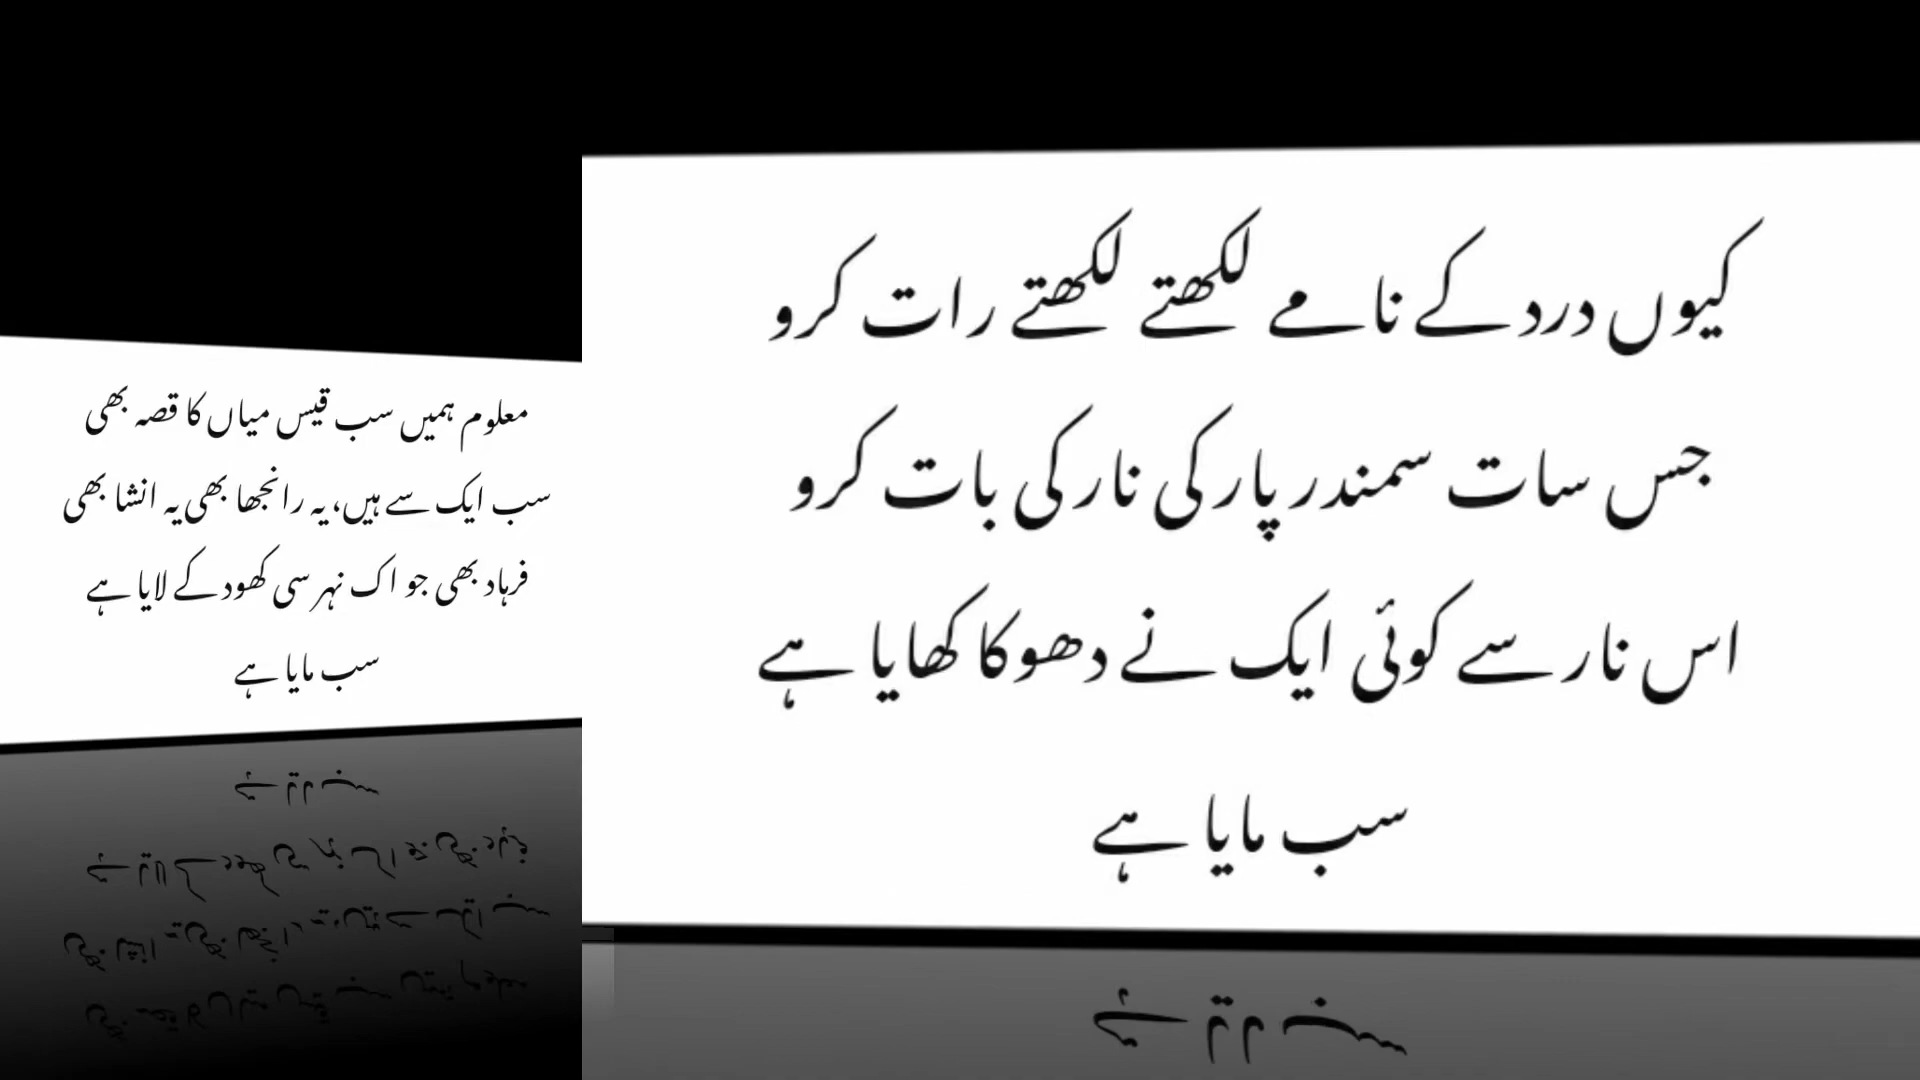 کیوں درد کے نامے لکھتے لکھتے رات کرو
جس سات سمندر پار کی نار کی بات کرو
اس نار سے کوئی ایک نے دھوکا کھایا ہے
سب مایا ہے
معلوم ہمیں سب قیس میاں کا قصہ بھی
سب ایک سے ہیں، یہ رانجھا بھی یہ انشا بھی
فرہاد بھی جو اک نہر سی کھود کے لایا ہے
سب مایا ہے